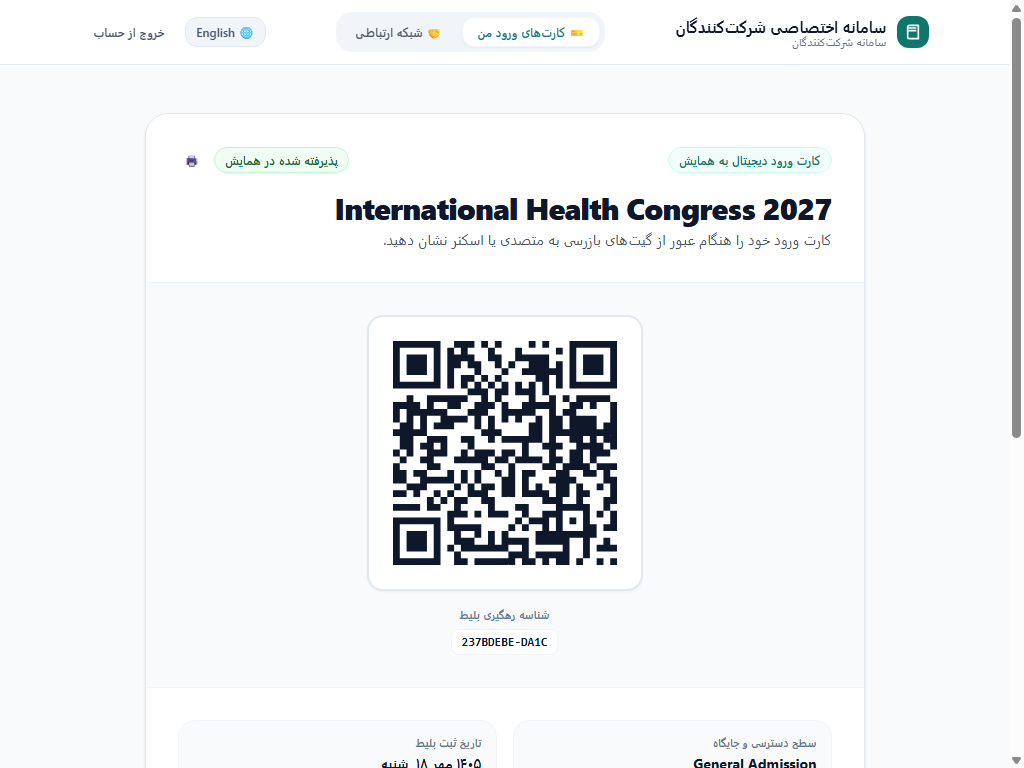 سامانه اختصاصی شرکت‌کنندگان
سامانه شرکت‌کنندگان
کارت‌های ورود من
شبکه ارتباطی
English
خروج از حساب
کارت ورود دیجیتال به همایش
پذیرفته شده در همایش
International Health Congress 2027
کارت ورود خود را هنگام عبور از گیت‌های بازرسی به متصدی یا اسکنر نشان دهید.
شناسه رهگیری بلیط
237BDEBE-DA1C
سطح دسترسی و جایگاه
General Admission
تاریخ ثبت بلیط
۱۴۰۵ مهر ۱۸, شنبه